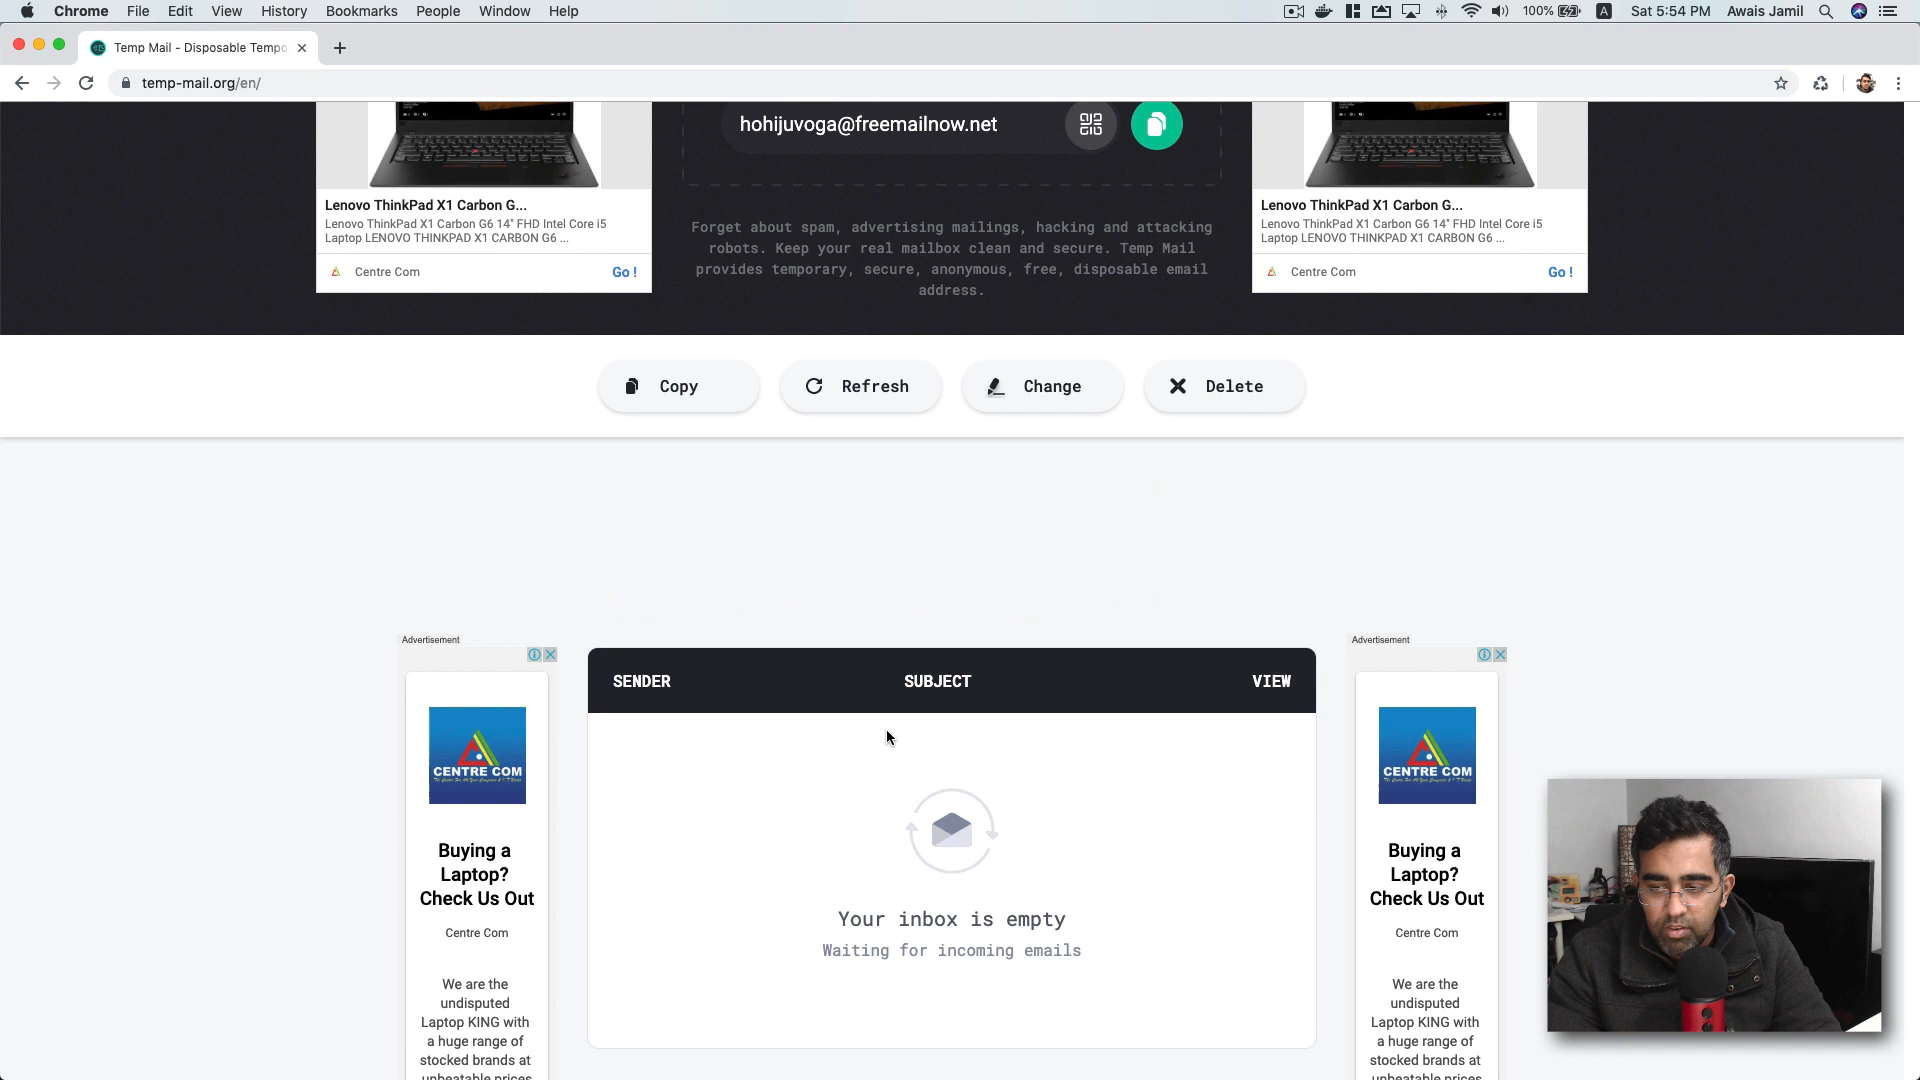 Chrome File Edit View History Bookmarks People Window Help 100% A Sat 5:54 PM Awais Jamil
Temp Mail - Disposable Tempo
temp-mail.org/en/
hohijuvoga@freemailnow.net
Lenovo ThinkPad X1 Carbon G...
Lenovo ThinkPad X1 Carbon G6 14" FHD Intel Core i5
Laptop LENOVO THINKPAD X1 CARBON G6 ...
Centre Com Go !
Forget about spam, advertising mailings, hacking and attacking
robots. Keep your real mailbox clean and secure. Temp Mail
provides temporary, secure, anonymous, free, disposable email
address.
Lenovo ThinkPad X1 Carbon G...
Lenovo ThinkPad X1 Carbon G6 14" FHD Intel Core i5
Laptop LENOVO THINKPAD X1 CARBON G6 ...
Centre Com Go !
Copy Refresh Change Delete
Advertisement
CENTRE COM
Buying a
Laptop?
Check Us Out
Centre Com
We are the
undisputed
Laptop KING with
a huge range of
stocked brands at
unbeatable prices
SENDER SUBJECT VIEW
Your inbox is empty
Waiting for incoming emails
Advertisement
CENTRE COM
Buying a
Laptop?
Check Us Out
Centre Com
We are the
undisputed
Laptop KING with
a huge range of
stocked brands at
unbeatable prices